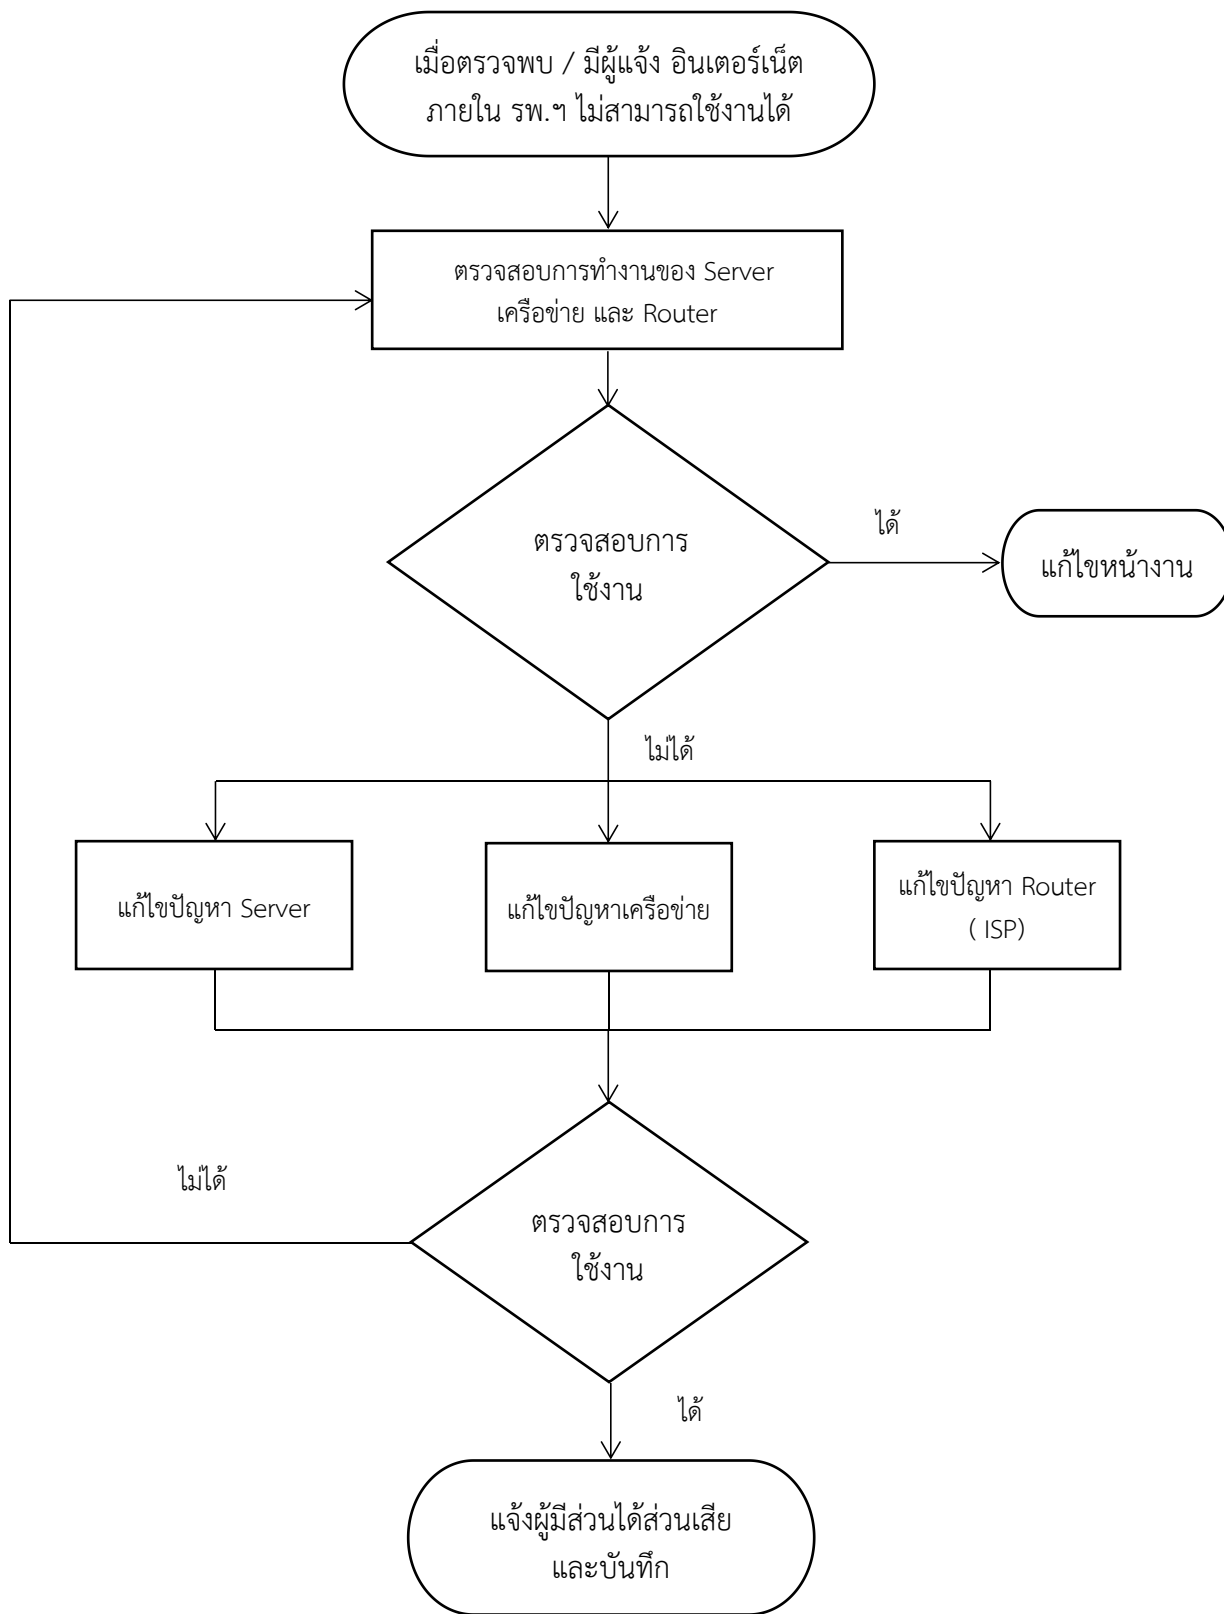 เมื่อตรวจพบ / มีผู้แจ้ง อินเตอร์เน็ต
ภายใน รพ.ฯ ไม่สามารถใช้งานได้
ตรวจสอบการทำงานของ Server
เครือข่าย และ Router
ตรวจสอบการ
ใช้งาน
ได้
แก้ไขหน้างาน
ไม่ได้
แก้ไขปัญหา Server
แก้ไขปัญหาเครือข่าย
แก้ไขปัญหา Router
( ISP)
ไม่ได้
ตรวจสอบการ
ใช้งาน
ได้
แจ้งผู้มีส่วนได้ส่วนเสีย
และบันทึก